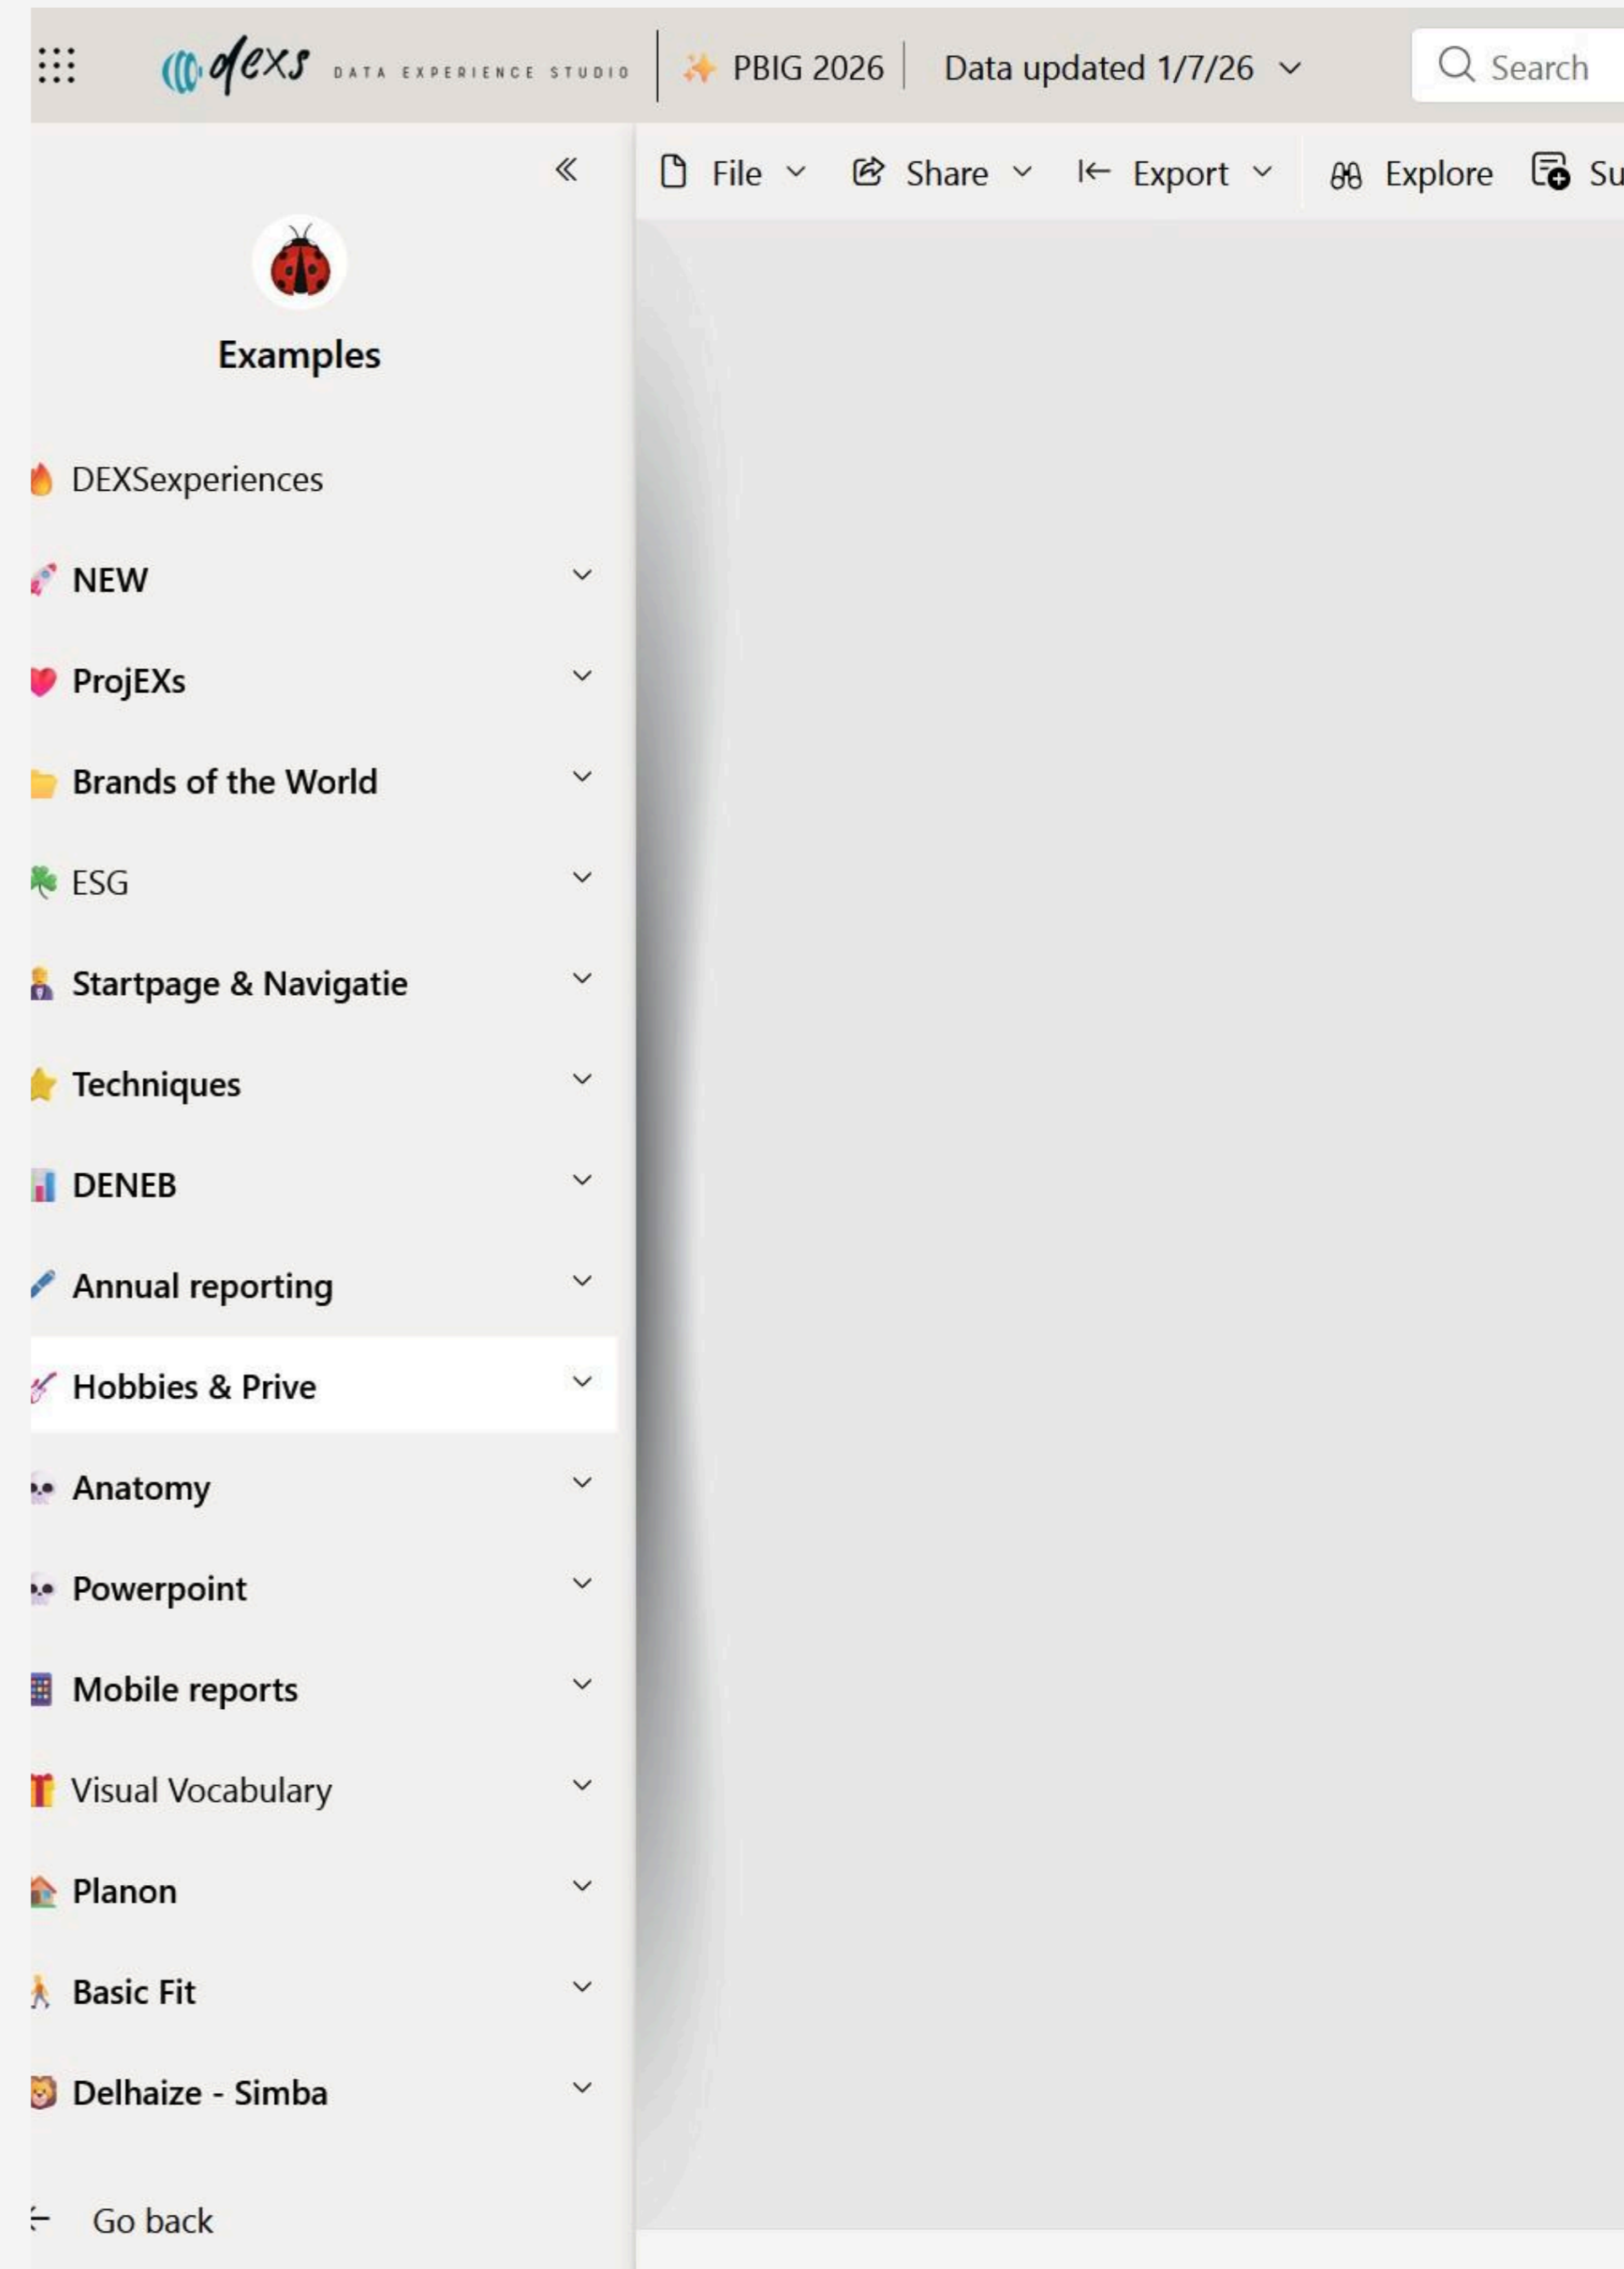 dexs DATA EXPERIENCE STUDIO PBIG 2026 Data updated 1/7/26 Search
File Share Export Explore Su
Examples
DEXSexperiences
NEW
ProjEXs
Brands of the World
ESG
Startpage & Navigatie
Techniques
DENEB
Annual reporting
Hobbies & Prive
Anatomy
Powerpoint
Mobile reports
Visual Vocabulary
Planon
Basic Fit
Delhaize - Simba
Go back